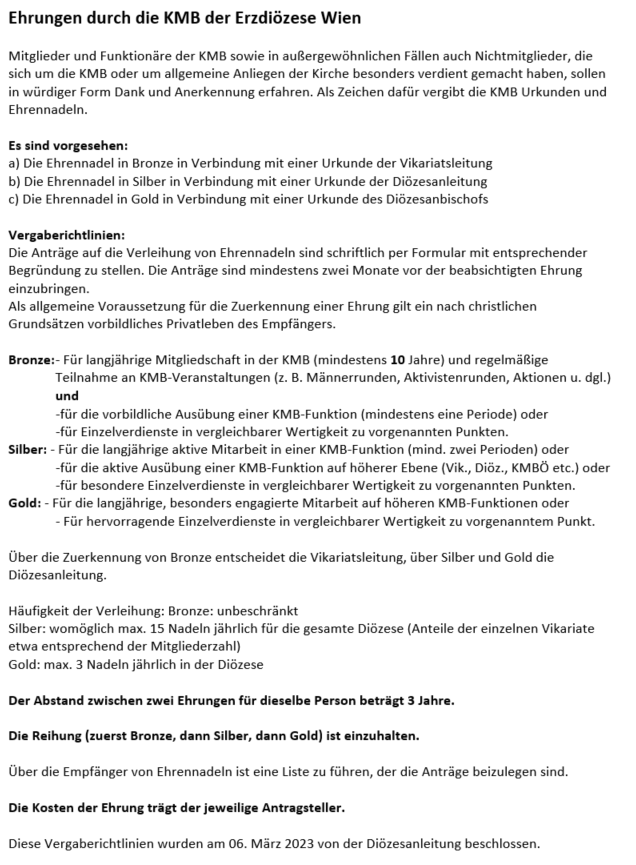 Ehrungen durch die KMB der Erzdiözese Wien
Mitglieder und Funktionäre der KMB sowie in außergewöhnlichen Fällen auch Nichtmitglieder, die
sich um die KMB oder um allgemeine Anliegen der Kirche besonders verdient gemacht haben, sollen
in würdiger Form Dank und Anerkennung erfahren. Als Zeichen dafür vergibt die KMB Urkunden und
Ehrennadeln.
Es sind vorgesehen:
a) Die Ehrennadel in Bronze in Verbindung mit einer Urkunde der Vikariatsleitung
b) Die Ehrennadel in Silber in Verbindung mit einer Urkunde der Diözesanleitung
c) Die Ehrennadel in Gold in Verbindung mit einer Urkunde des Diözesanbischofs
Vergaberichtlinien:
Die Anträge auf die Verleihung von Ehrennadeln sind schriftlich per Formular mit entsprechender
Begründung zu stellen. Die Anträge sind mindestens zwei Monate vor der beabsichtigten Ehrung
einzubringen.
Als allgemeine Voraussetzung für die Zuerkennung einer Ehrung gilt ein nach christlichen
Grundsätzen vorbildliches Privatleben des Empfängers.
Bronze:- Für langjährige Mitgliedschaft in der KMB (mindestens 10 Jahre) und regelmäßige
Teilnahme an KMB-Veranstaltungen (z. B. Männerrunden, Aktivistenrunden, Aktionen u. dgl.)
und
-für die vorbildliche Ausübung einer KMB-Funktion (mindestens eine Periode) oder
-für Einzelverdienste in vergleichbarer Wertigkeit zu vorgenannten Punkten.
Silber: - Für die langjährige aktive Mitarbeit in einer KMB-Funktion (mind. zwei Perioden) oder
-für die aktive Ausübung einer KMB-Funktion auf höherer Ebene (Vik., Diöz., KMBÖ etc.) oder
-für besondere Einzelverdienste in vergleichbarer Wertigkeit zu vorgenannten Punkten.
Gold: - Für die langjährige, besonders engagierte Mitarbeit auf höheren KMB-Funktionen oder
- Für hervorragende Einzelverdienste in vergleichbarer Wertigkeit zu vorgenanntem Punkt.
Über die Zuerkennung von Bronze entscheidet die Vikariatsleitung, über Silber und Gold die
Diözesanleitung.
Häufigkeit der Verleihung: Bronze: unbeschränkt
Silber: womöglich max. 15 Nadeln jährlich für die gesamte Diözese (Anteile der einzelnen Vikariate
etwa entsprechend der Mitgliederzahl)
Gold: max. 3 Nadeln jährlich in der Diözese
Der Abstand zwischen zwei Ehrungen für dieselbe Person beträgt 3 Jahre.
Die Reihung (zuerst Bronze, dann Silber, dann Gold) ist einzuhalten.
Über die Empfänger von Ehrennadeln ist eine Liste zu führen, der die Anträge beizulegen sind.
Die Kosten der Ehrung trägt der jeweilige Antragsteller.
Diese Vergaberichtlinien wurden am 06. März 2023 von der Diözesanleitung beschlossen.